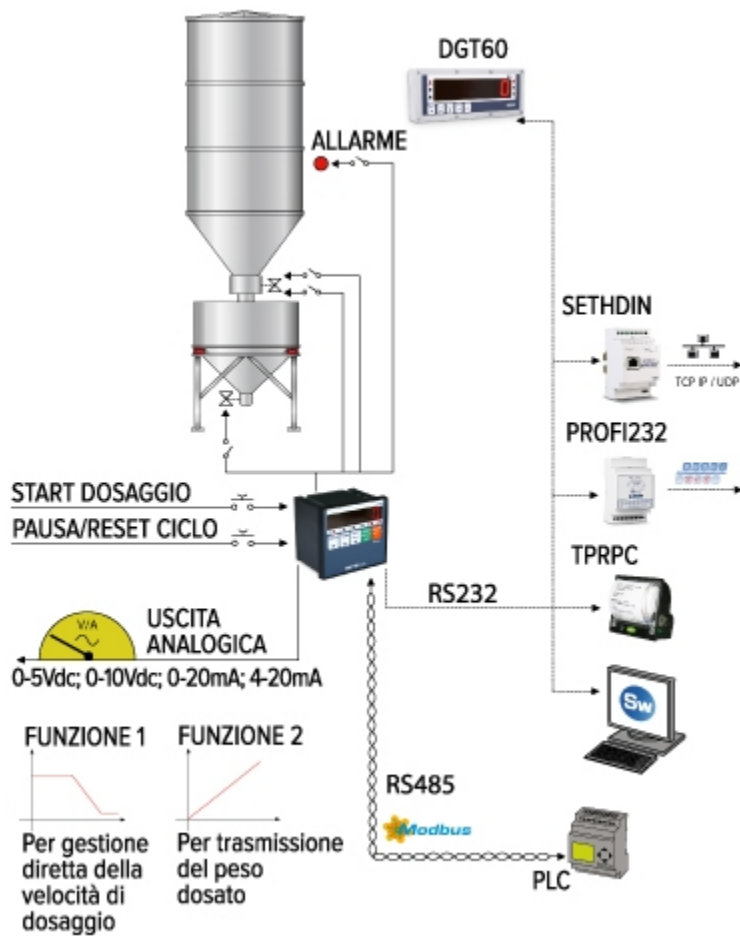 DGT60
ALLARME
SETHDIN
TCP IP / UDP
PROFI232
START DOSAGGIO
PAUSA/RESET CICLO
TPRPC
RS232
V/A
USCITA
ANALOGICA
0-5Vdc; 0-10Vdc; 0-20mA; 4-20mA
Sw
FUNZIONE 1
Per gestione
diretta della
velocità di
dosaggio
FUNZIONE 2
Per trasmissione
del peso
dosato
RS485
Modbus
PLC